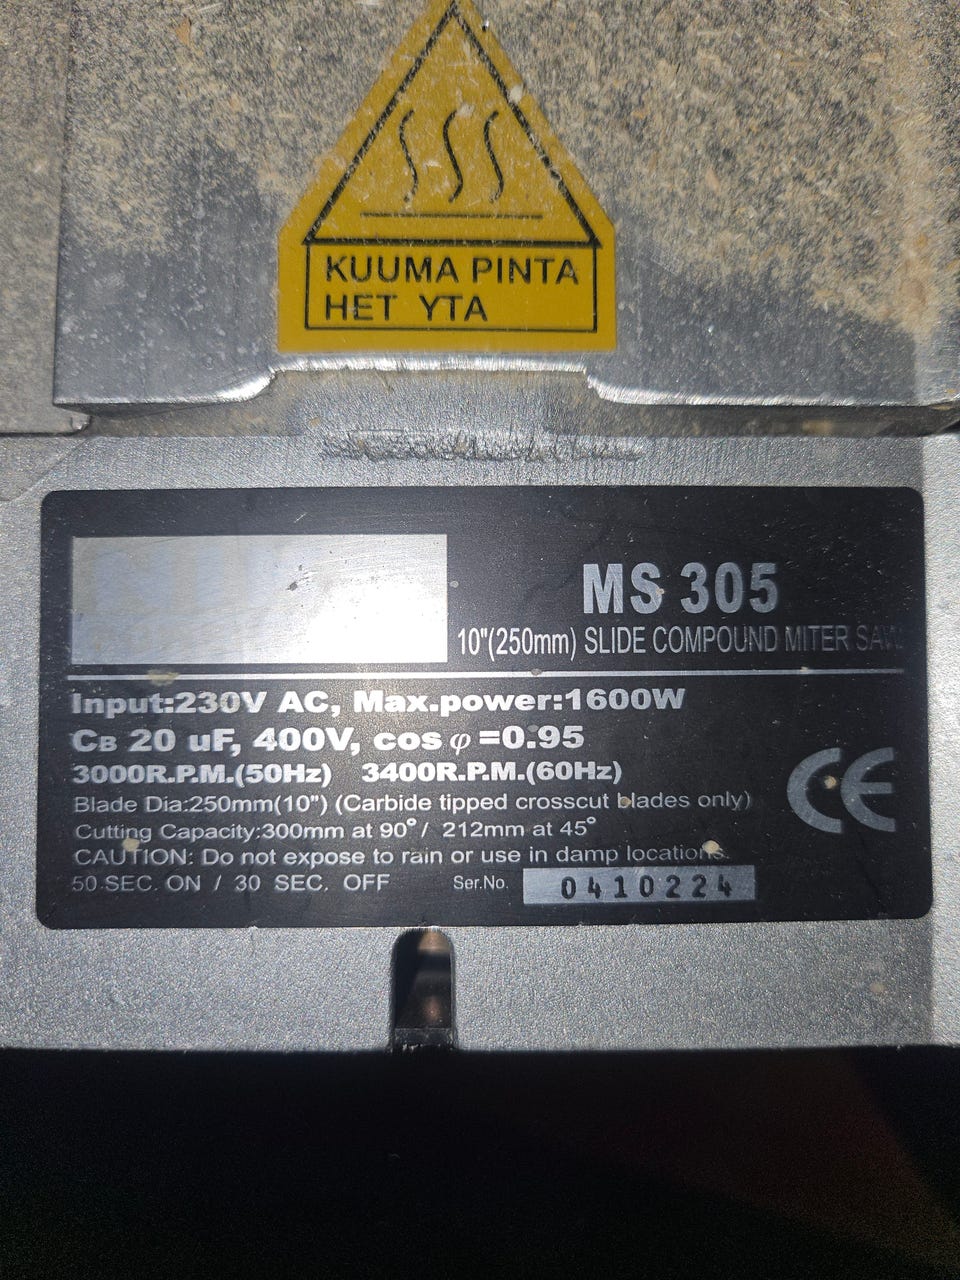 KUUMA PINTA
HET YTA
MS 305
10"(250mm) SLIDE COMPOUND MITER SAW
Input:230V AC, Max.power:1600W
CB 20 uF, 400V, cos φ =0.95
3000R.P.M.(50Hz) 3400R.P.M.(60Hz)
Blade Dia:250mm(10") (Carbide tipped crosscut blades only)
Cutting Capacity:300mm at 90°/ 212mm at 45°
CAUTION: Do not expose to rain or use in damp locations.
50 SEC. ON / 30 SEC. OFF Ser.No. 0410224
CE